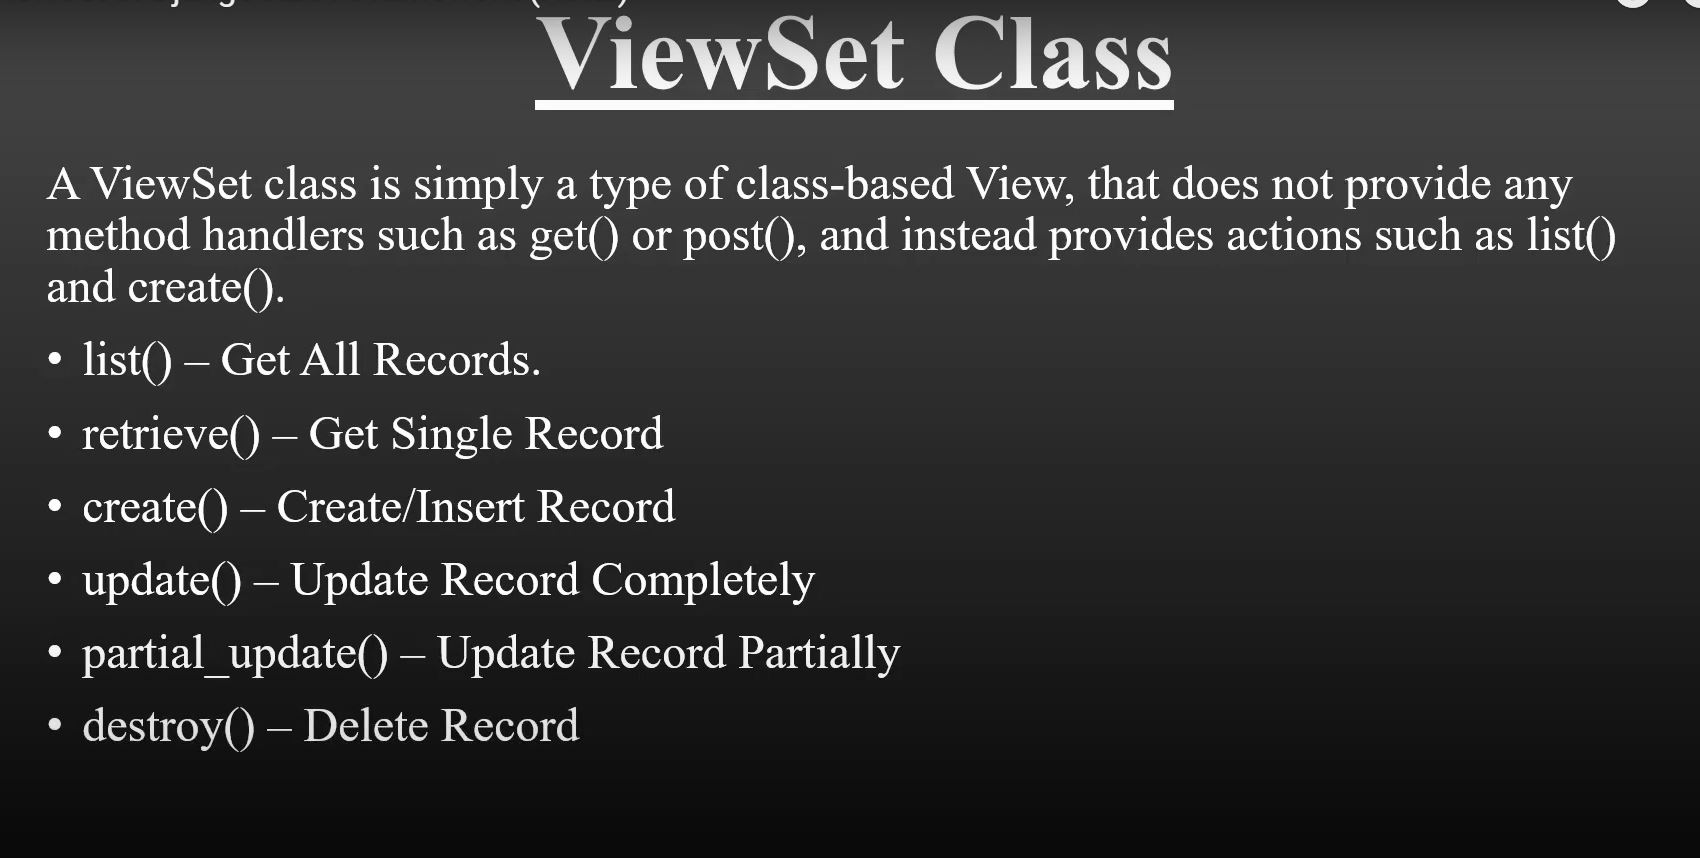 ViewSet Class
A ViewSet class is simply a type of class-based View, that does not provide any
method handlers such as get() or post(), and instead provides actions such as list()
and create().
• list() – Get All Records.
• retrieve() – Get Single Record
• create() – Create/Insert Record
• update() – Update Record Completely
• partial_update() – Update Record Partially
• destroy() – Delete Record